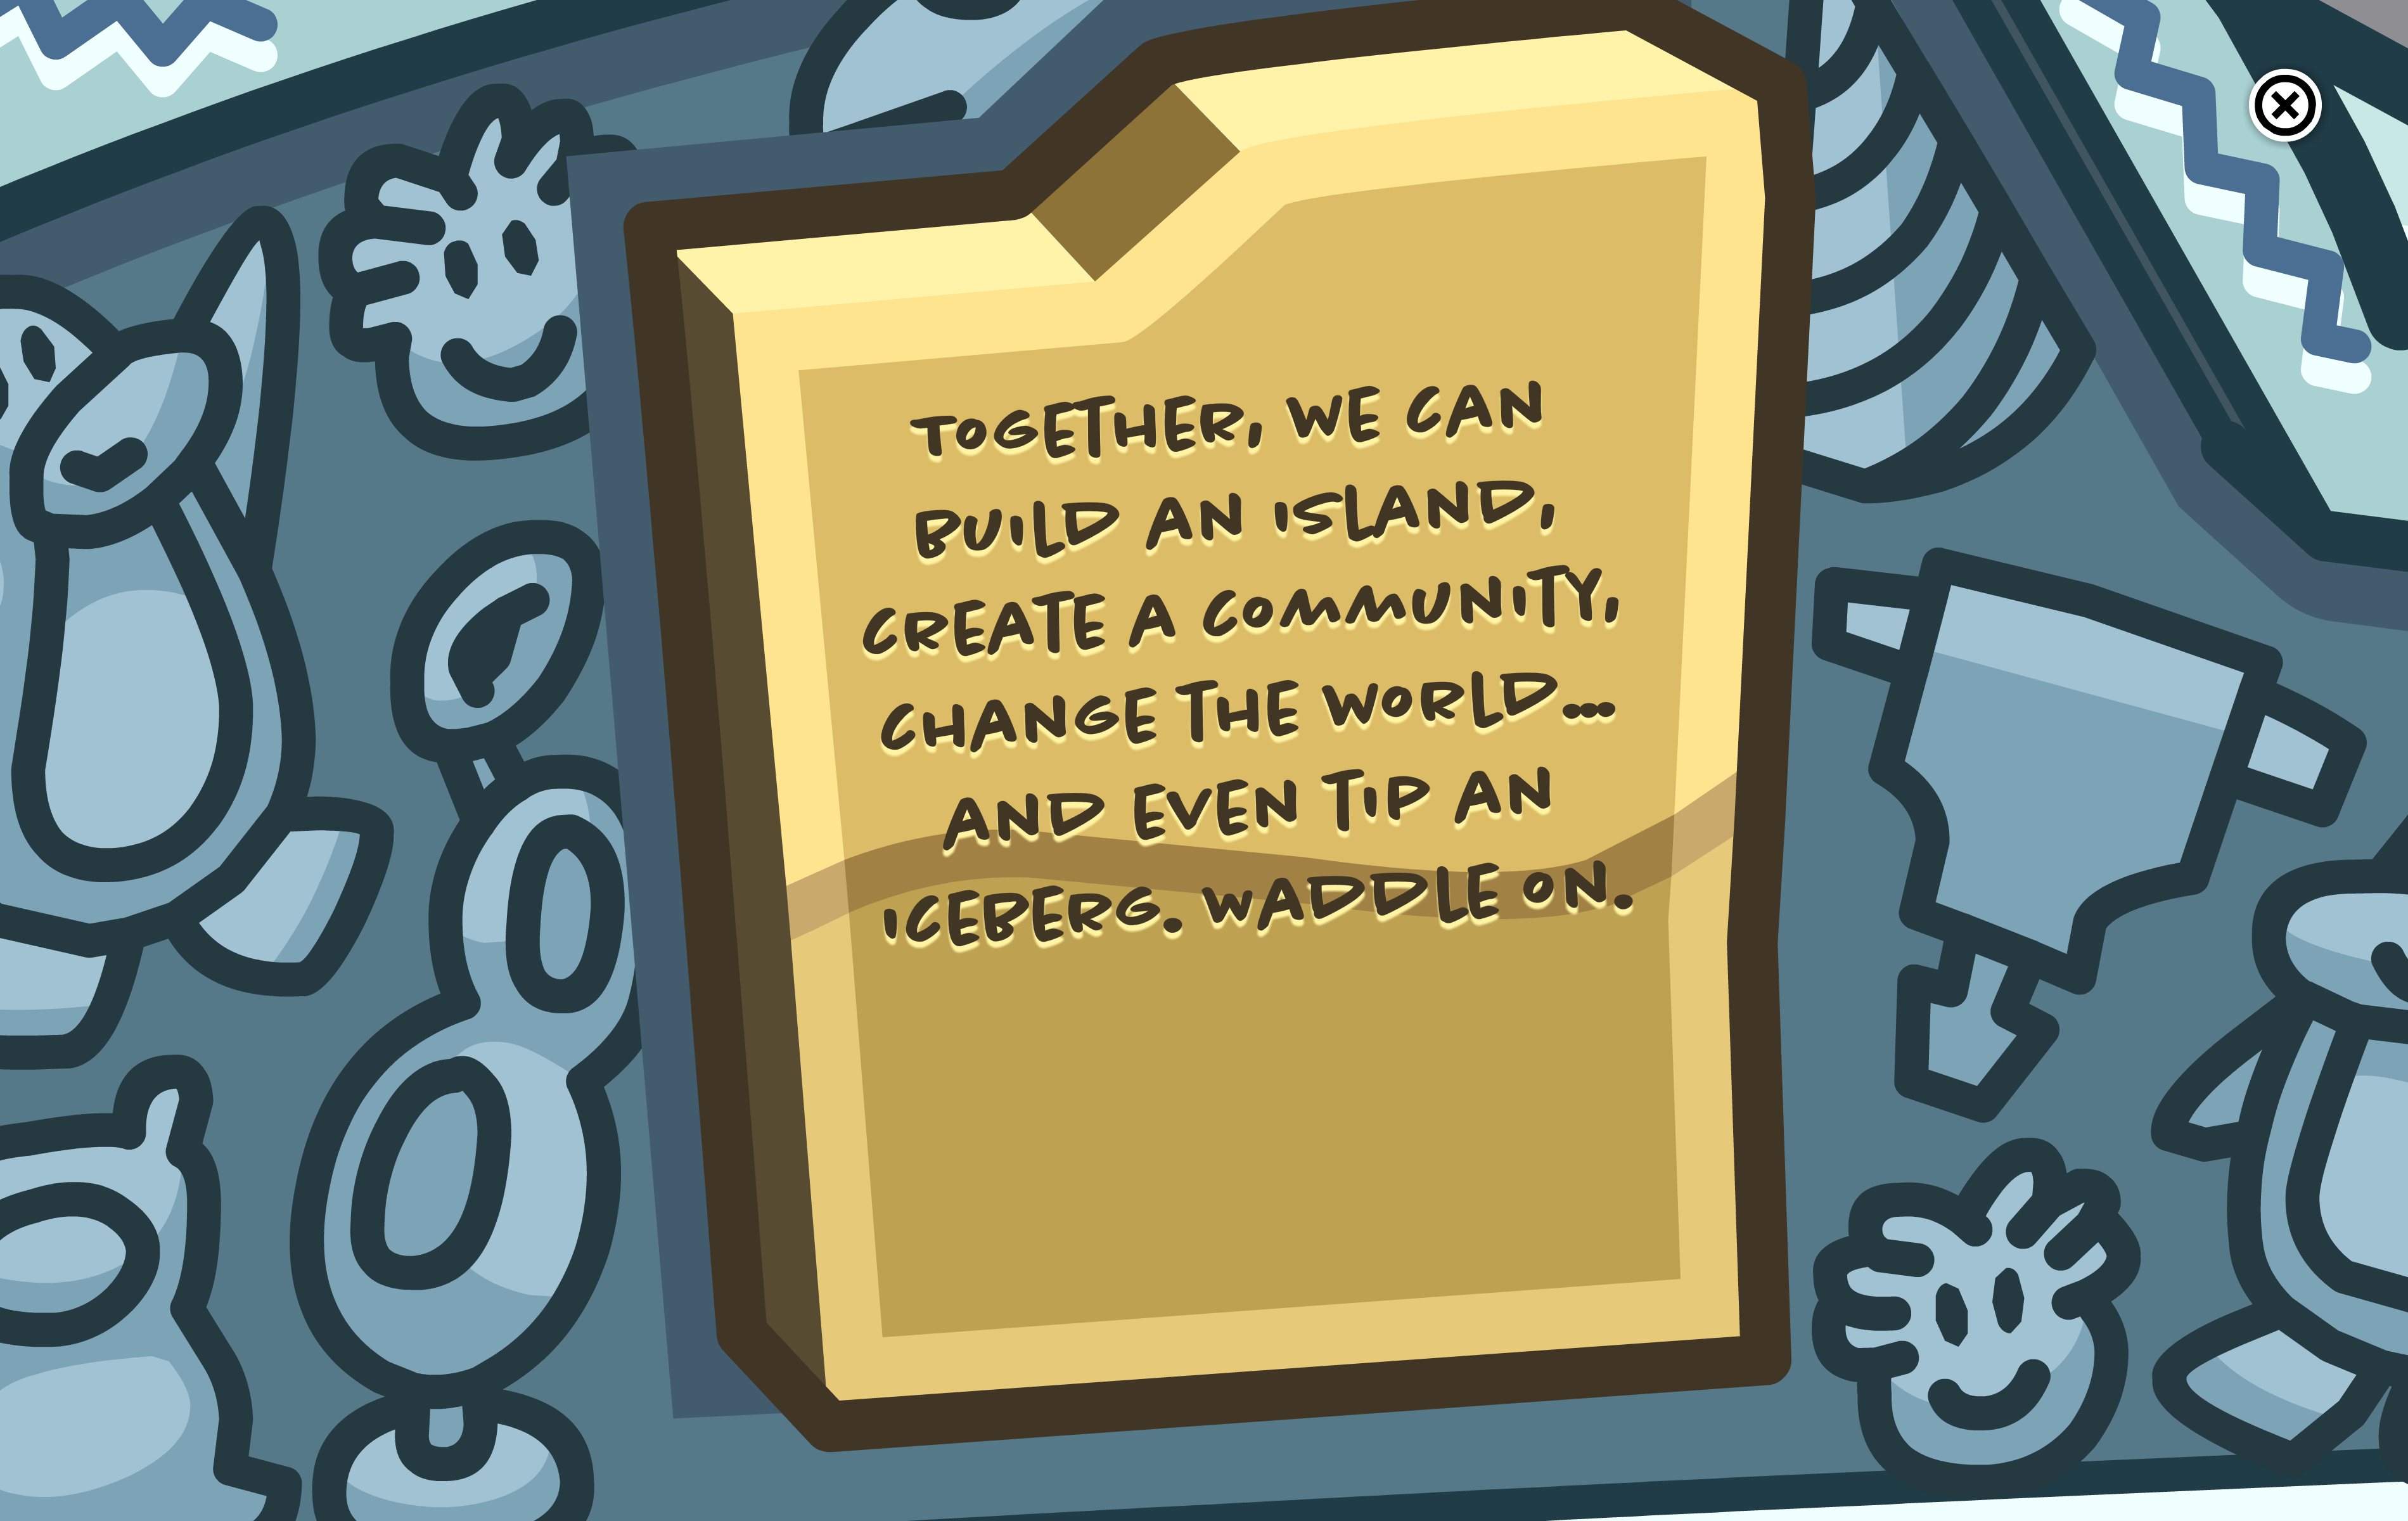 TOGETHER, WE CAN
BUILD AN ISLAND,
CREATE A COMMUNITY,
CHANGE THE WORLD...
AND EVEN TIP AN
ICEBERG. WADDLE ON.